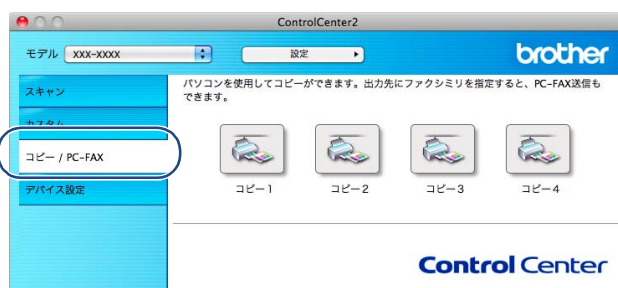 ControlCenter2
モデル XXX-XXXX 設定 brother
スキャン
カスタム
コピー / PC-FAX
デバイス設定
パソコンを使用してコピーができます。出力先にファクシミリを指定すると、PC-FAX送信も
できます。
コピー1 コピー2 コピー3 コピー4
Control Center